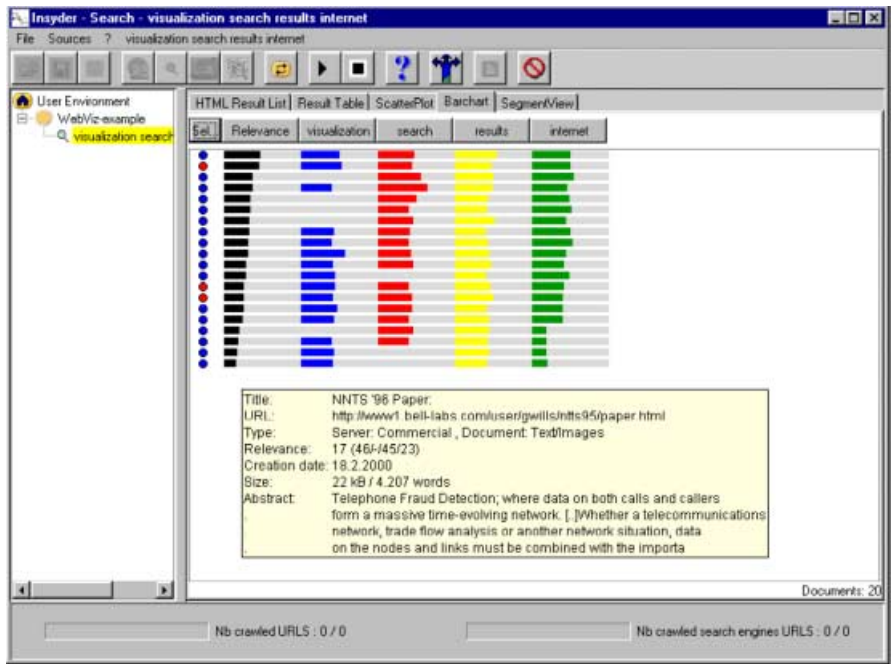 Insyder - Search - visualization search results internet
File Sources ? visualization search results internet
User Environment
WebViz-example
visualization search
HTML Result List Result Table ScatterPlot Barchart SegmentView
Sel.. Relevance visualization search results internet
Title: NNTS '96 Paper:
URL: http://www1.bell-labs.com/user/gwills/ntts95/paper.html
Type: Server: Commercial , Document: Text/Images
Relevance: 17 (46/-/45/23)
Creation date: 18.2.2000
Size: 22 kB / 4.207 words
Abstract: Telephone Fraud Detection; where data on both calls and callers
. form a massive time-evolving network. [..]Whether a telecommunications
network, trade flow analysis or another network situation, data
. on the nodes and links must be combined with the importa
Documents: 20
Nb crawled URLS : 0 / 0 Nb crawled search engines URLS : 0 / 0